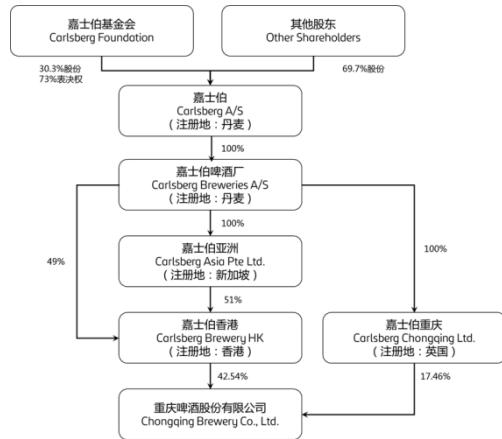 嘉士伯基金会
Carlsberg Foundation
其他股东
Other Shareholders
30.3%股份
73%表决权
69.7%股份
嘉士伯
Carlsberg A/S
（注册地：丹麦）
100%
嘉士伯啤酒厂
Carlsberg Breweries A/S
（注册地：丹麦）
100%
49%
100%
嘉士伯亚洲
Carlsberg Asia Pte Ltd.
（注册地：新加坡）
51%
嘉士伯香港
Carlsberg Brewery HK
（注册地：香港）
嘉士伯重庆
Carlsberg Chongqing Ltd.
（注册地：英国）
42.54%
17.46%
重庆啤酒股份有限公司
Chongqing Brewery Co., Ltd.